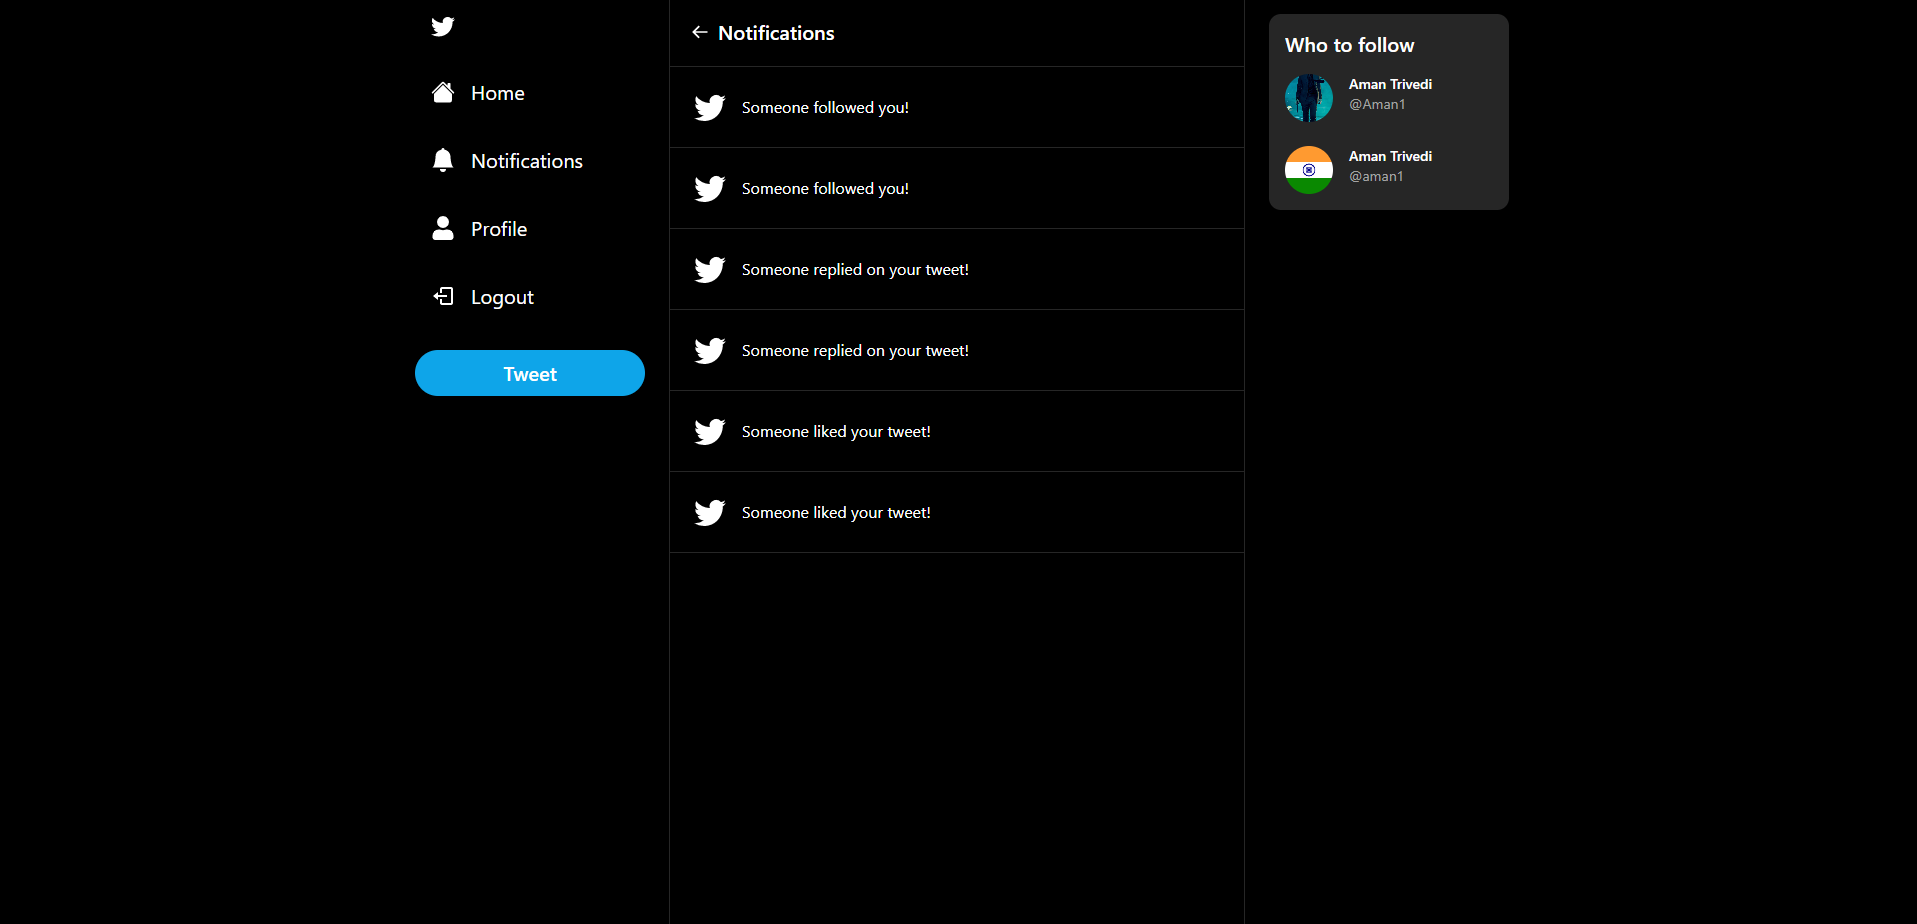 Home
Notifications
Profile
Logout
Tweet
Notifications
Someone followed you!
Someone followed you!
Someone replied on your tweet!
Someone replied on your tweet!
Someone liked your tweet!
Someone liked your tweet!
Who to follow
Aman Trivedi
@Aman1
Aman Trivedi
@aman1